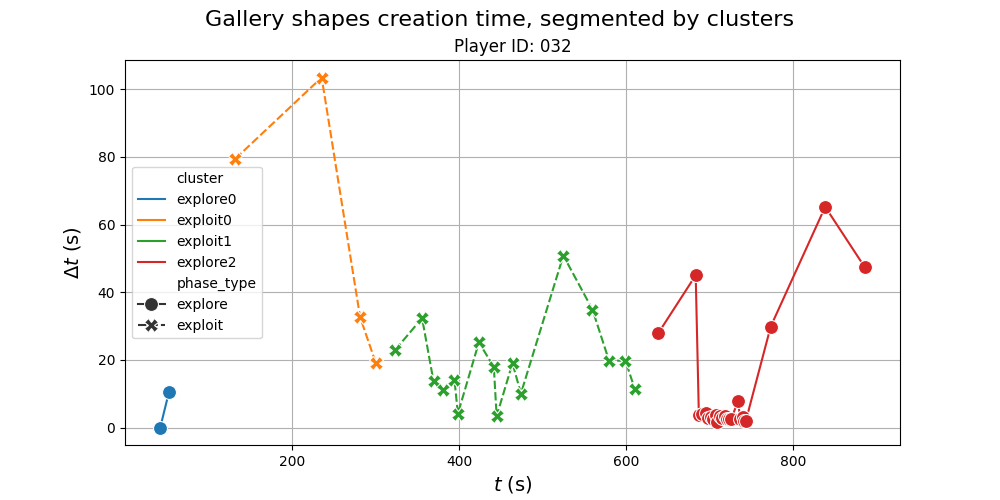 Gallery shapes creation time, segmented by clusters
Player ID: 032
100
80
60
40
20
0
Δt (s)
cluster
explore0
exploit0
exploit1
explore2
phase_type
explore
exploit
200
400
600
800
t (s)